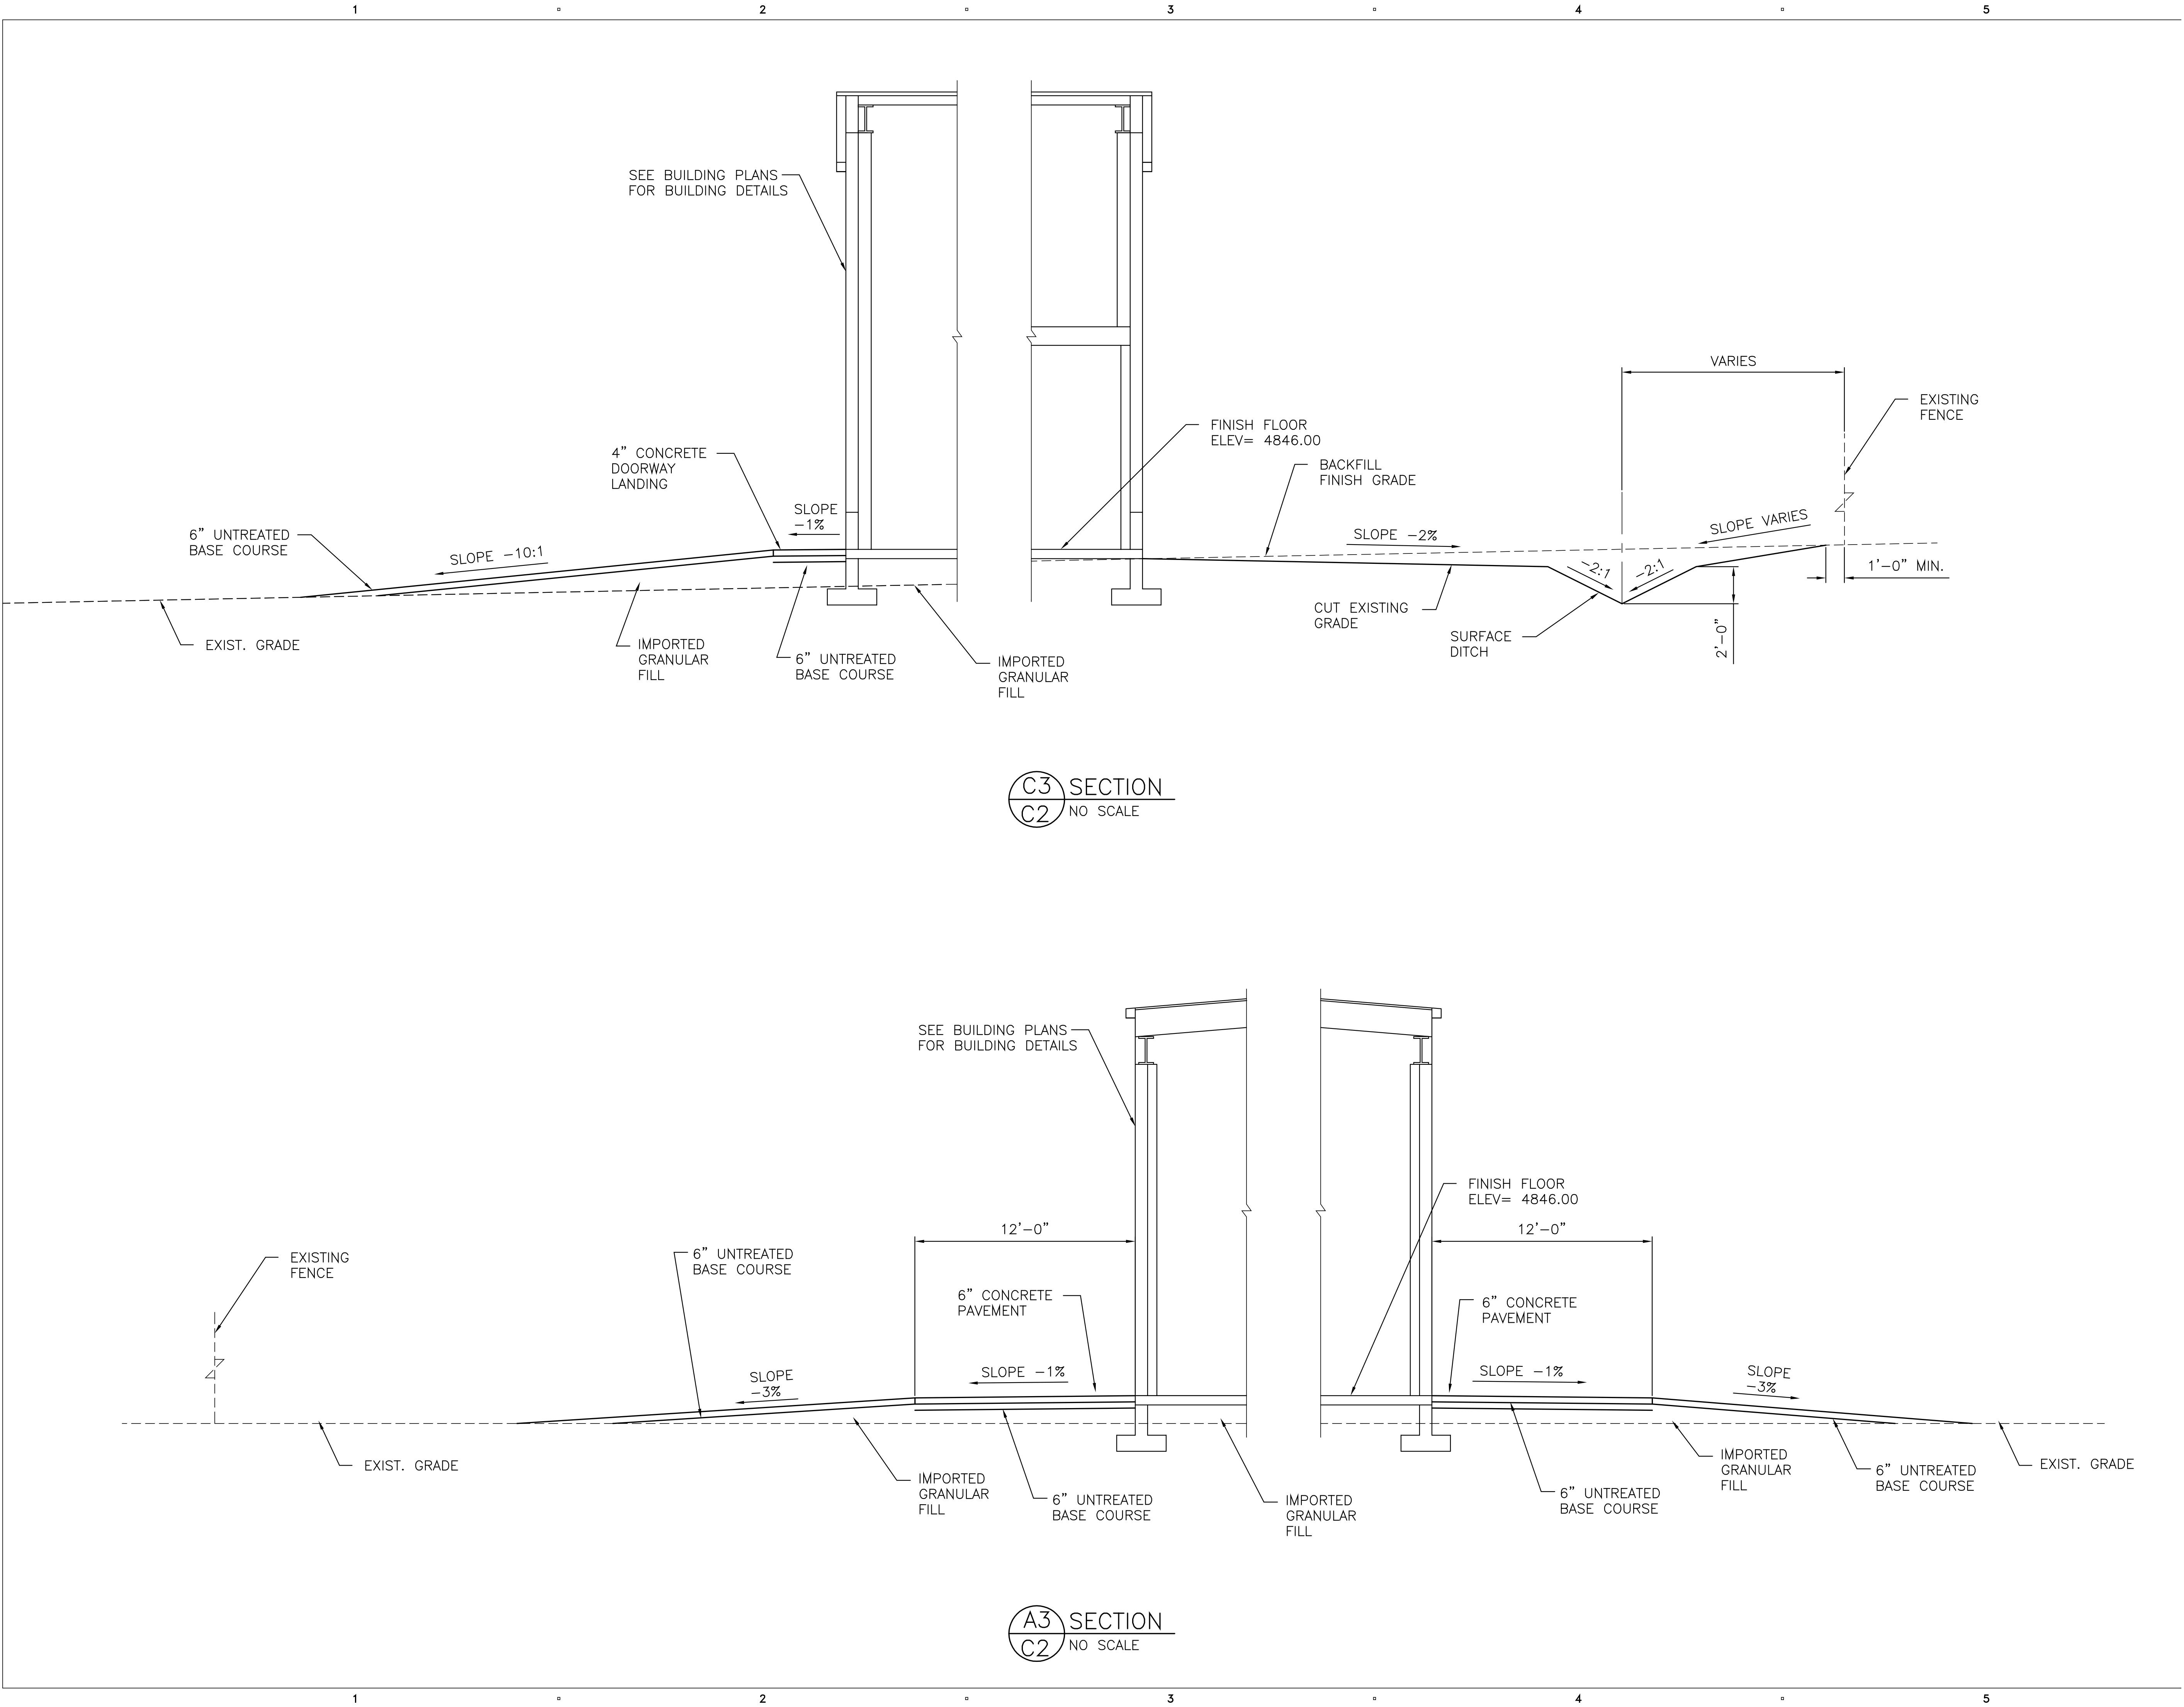 1 2 3 4 5
SEE BUILDING PLANS
FOR BUILDING DETAILS
VARIES
EXISTING
FENCE
FINISH FLOOR
ELEV= 4846.00
4" CONCRETE
DOORWAY
LANDING
BACKFILL
FINISH GRADE
SLOPE
-1%
SLOPE VARIES
6" UNTREATED
BASE COURSE
SLOPE -10:1
SLOPE -2%
-2:1
-2:1
1'-0" MIN.
CUT EXISTING
GRADE
SURFACE
DITCH
2'-0"
EXIST. GRADE
IMPORTED
GRANULAR
FILL
6" UNTREATED
BASE COURSE
IMPORTED
GRANULAR
FILL
C3 SECTION
C2 NO SCALE
SEE BUILDING PLANS
FOR BUILDING DETAILS
FINISH FLOOR
ELEV= 4846.00
12'-0"
12'-0"
EXISTING
FENCE
6" UNTREATED
BASE COURSE
6" CONCRETE
PAVEMENT
6" CONCRETE
PAVEMENT
SLOPE
-3%
SLOPE -1%
SLOPE -1%
SLOPE
-3%
EXIST. GRADE
IMPORTED
GRANULAR
FILL
6" UNTREATED
BASE COURSE
IMPORTED
GRANULAR
FILL
6" UNTREATED
BASE COURSE
IMPORTED
GRANULAR
FILL
6" UNTREATED
BASE COURSE
EXIST. GRADE
A3 SECTION
C2 NO SCALE
1 2 3 4 5